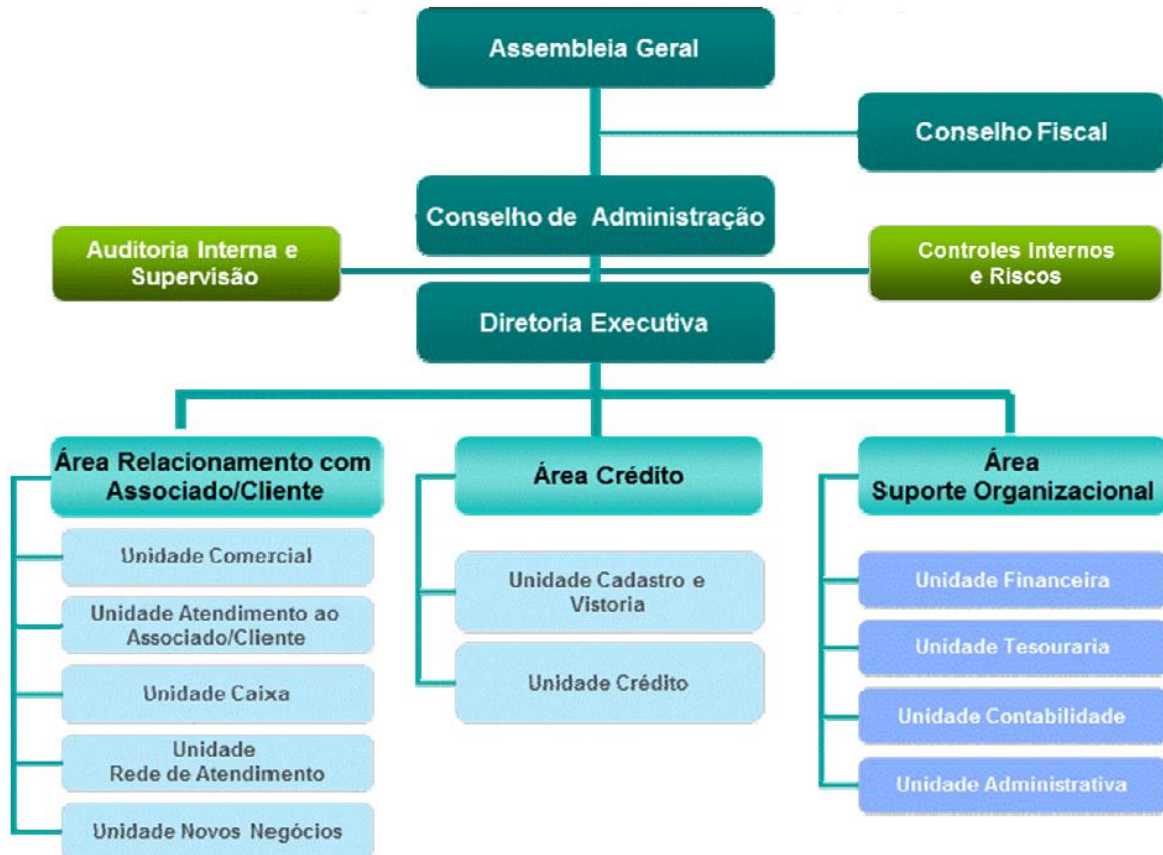 Assembleia Geral
Conselho Fiscal
Conselho de Administração
Auditoria Interna e
Supervisão
Controles Internos
e Riscos
Diretoria Executiva
Área Relacionamento com
Associado/Cliente
Unidade Comercial
Unidade Atendimento ao
Associado/Cliente
Unidade Caixa
Unidade
Rede de Atendimento
Unidade Novos Negócios
Área Crédito
Unidade Cadastro e
Vistoria
Unidade Crédito
Área
Suporte Organizacional
Unidade Financeira
Unidade Tesouraria
Unidade Contabilidade
Unidade Administrativa